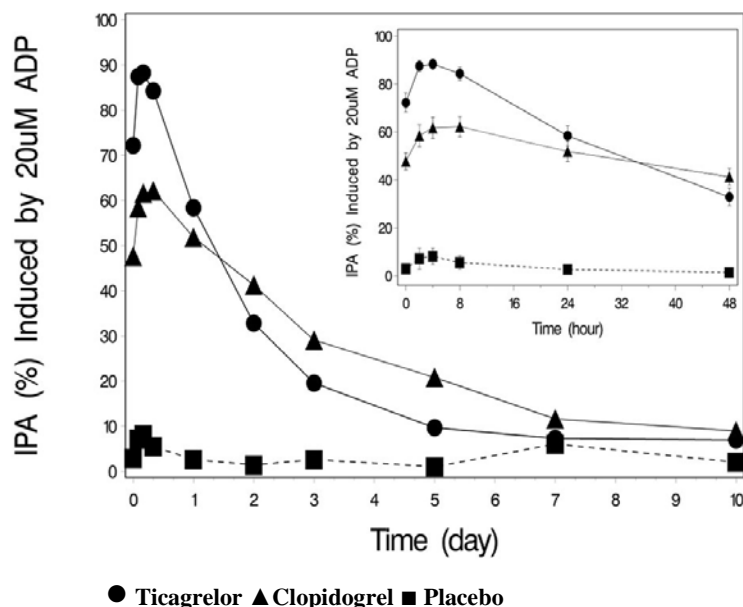 IPA (%) Induced by 20uM ADP
100
90
80
70
60
50
40
30
20
10
0
0 1 2 3 4 5 6 7 8 9 10
Time (day)
IPA (%) Induced by 20uM ADP
100
80
60
40
20
0
0 8 16 24 32 40 48
Time (hour)
Ticagrelor Clopidogrel Placebo